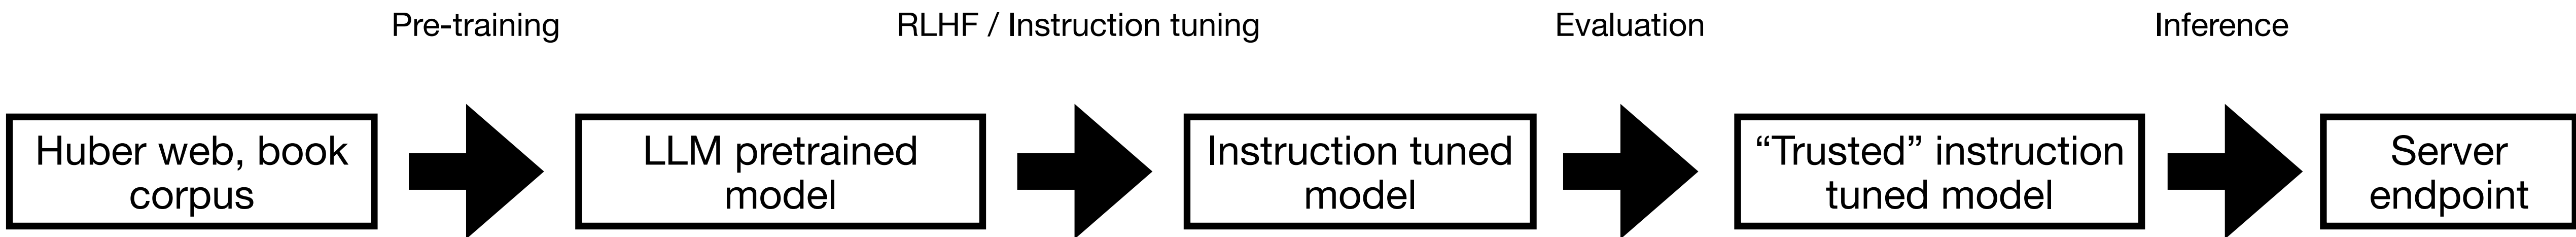 Pre-training
RLHF / Instruction tuning
Evaluation
Inference
Huber web, book
corpus
LLM pretrained
model
Instruction tuned
model
“Trusted” instruction
tuned model
Server
endpoint